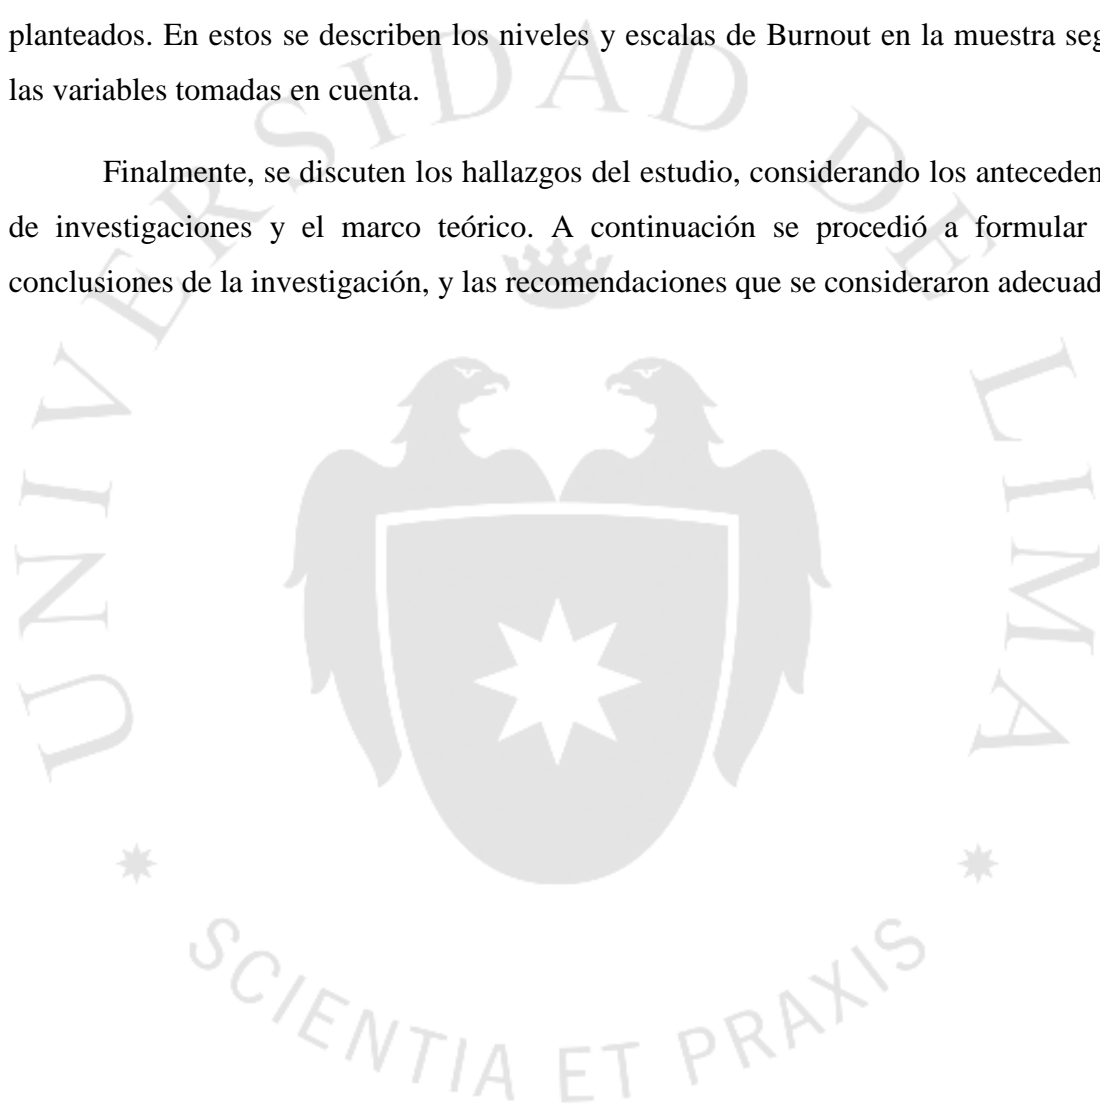 planteados. En estos se describen los niveles y escalas de Burnout en la muestra seg
las variables tomadas en cuenta.
Finalmente, se discuten los hallazgos del estudio, considerando los anteceden
de investigaciones y el marco teórico. A continuación se procedió a formular
conclusiones de la investigación, y las recomendaciones que se consideraron adecuad
UNIVERSIDAD DE LIMA
SCIENTIA ET PRAXIS